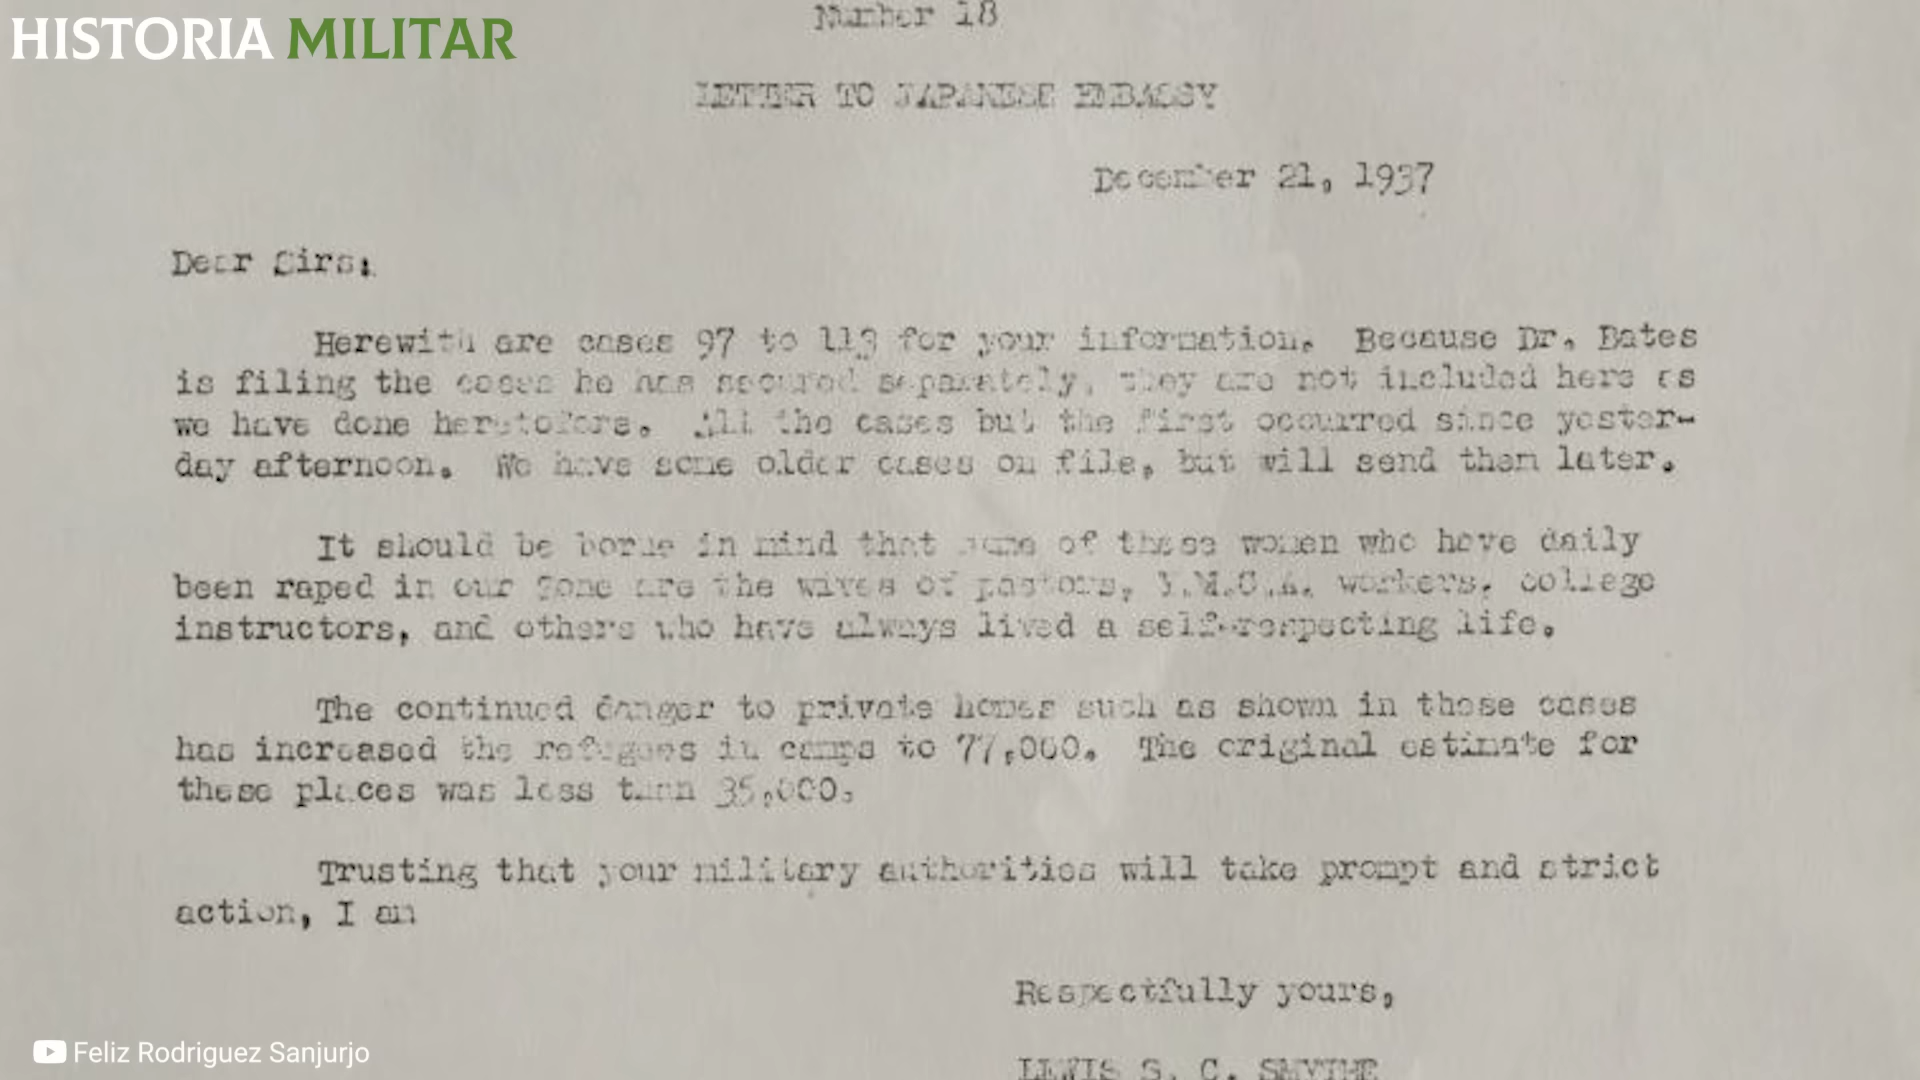 HISTORIA MILITAR
Number 18
LETTER TO JAPANESE EMBASSY
December 21, 1937
Dear Sirs:
Herewith are cases 97 to 113 for your information. Because Dr. Bates
is filing the cases he has secured separately, they are not included here as
we have done heretofore. All the cases but the first occurred since yester-
day afternoon. We have some older cases on file, but will send them later.
It should be borne in mind that some of these women who have daily
been raped in our Zone are the wives of pastors, Y.M.C.A. workers, college
instructors, and others who have always lived a self-respecting life.
The continued danger to private homes such as shown in these cases
has increased the refugees in camps to 77,000. The original estimate for
these places was less than 35,000.
Trusting that your military authorities will take prompt and strict
action, I am
Respectfully yours,
LEWIS S. C. SMYTHE
Feliz Rodriguez Sanjurjo